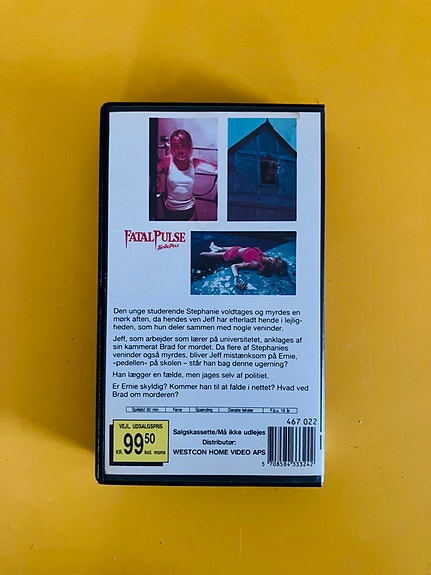 FATAL PULSE
Den unge studerende Stephanie voldtages og myrdes en
mørk aften, da hendes ven Jeff har efterladt hende i lejlig-
heden, som hun deler sammen med nogle veninder.
Jeff, som arbejder som lærer på universitetet, anklages af
sin kammerat Brad for mordet. Da flere af Stephanies
veninder også myrdes, bliver Jeff mistænksom på Ernie,
-pedellen- på skolen – står han bag denne ugerning?
Han lægger en fælde, men jages selv af politiet.
Er Ernie skyldig? Kommer han til at falde i nettet? Hvad ved
Brad om morderen?
Spilletid 90 min. Farve Spænding Danske tekster F.b.u. 16 år
467 022
VEJL. UDSALGSPRIS
KR. 9950 incl. moms
Salgskassette/Må ikke udlejes
Distributør:
WESTCON HOME VIDEO APS
5 708584 333242